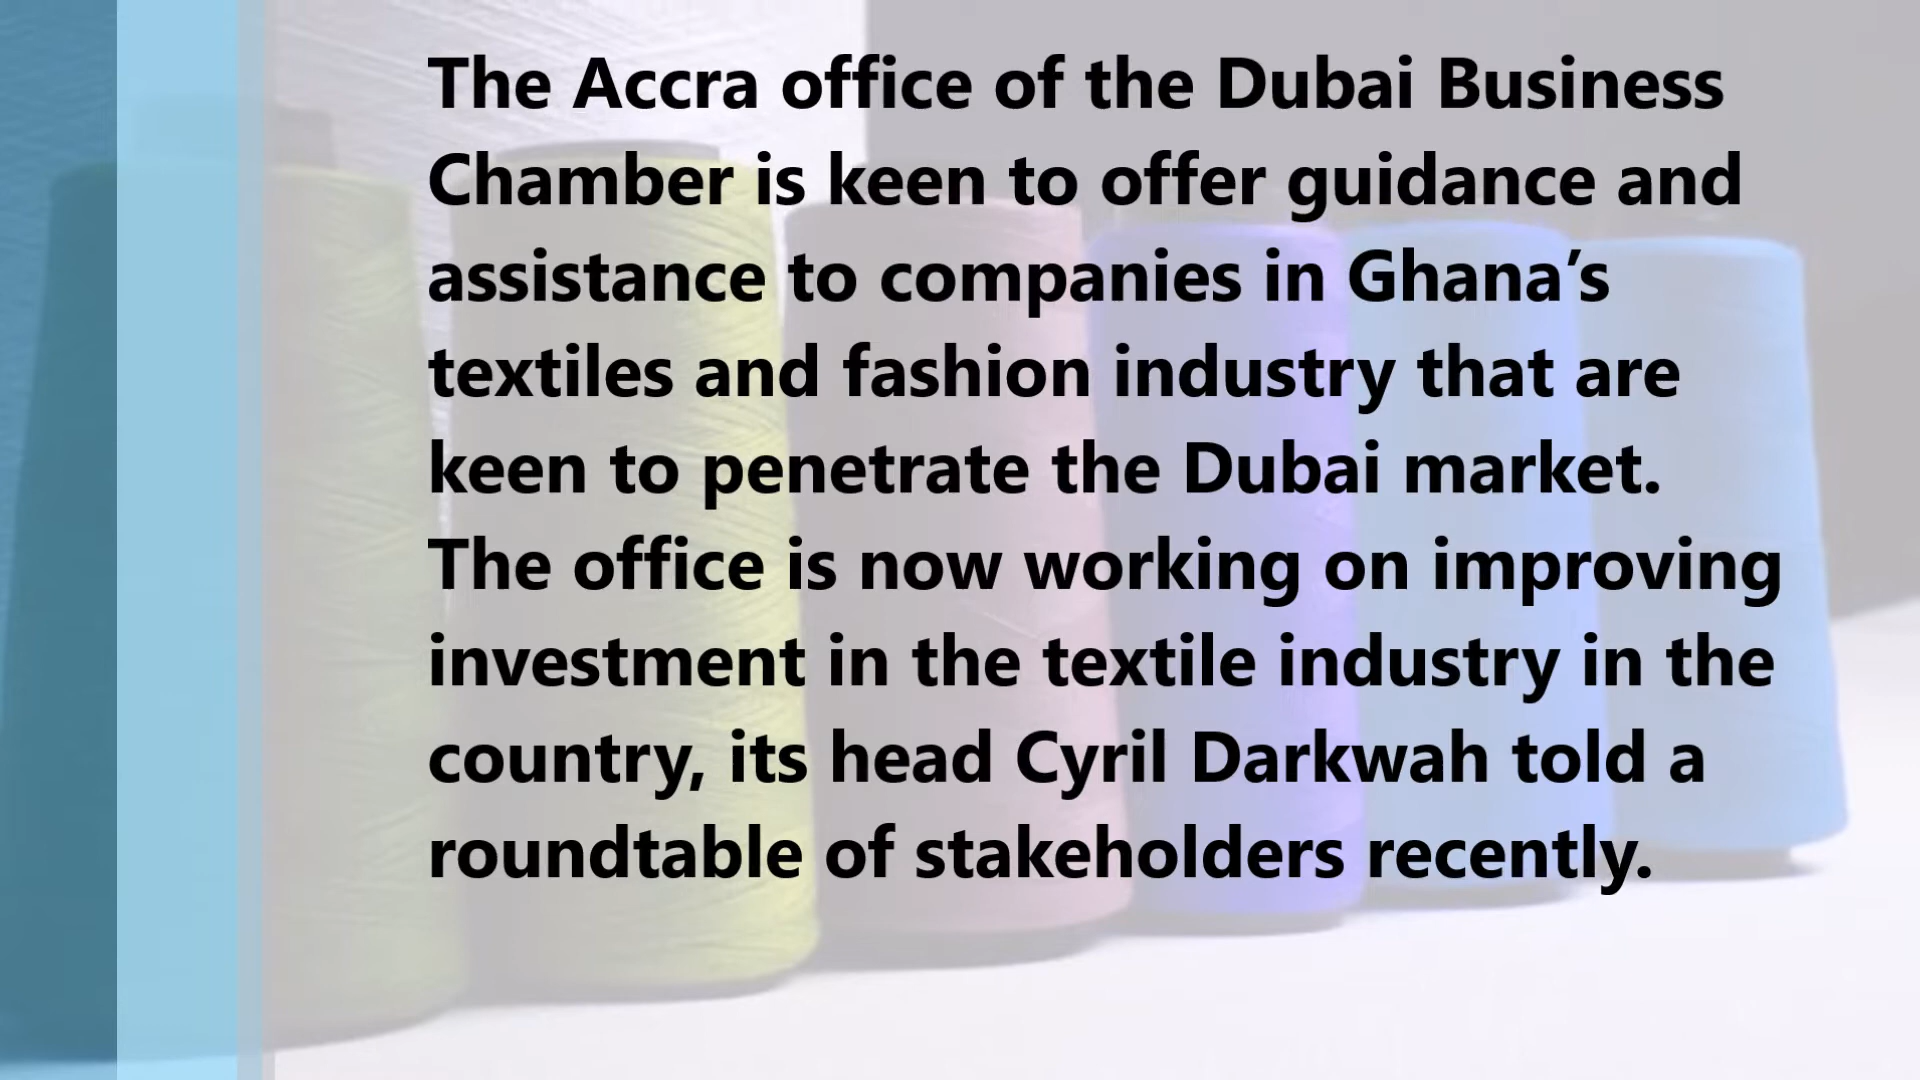 The Accra office of the Dubai Business
Chamber is keen to offer guidance and
assistance to companies in Ghana’s
textiles and fashion industry that are
keen to penetrate the Dubai market.
The office is now working on improving
investment in the textile industry in the
country, its head Cyril Darkwah told a
roundtable of stakeholders recently.